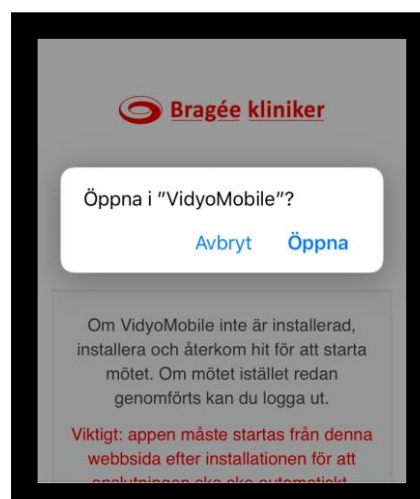 Bragée kliniker
Öppna i "VidyoMobile"?
Avbryt Öppna
Om VidyoMobile inte är installerad,
installera och återkom hit för att starta
mötet. Om mötet istället redan
genomförts kan du logga ut.
Viktigt: appen måste startas från denna
webbsida efter installationen för att